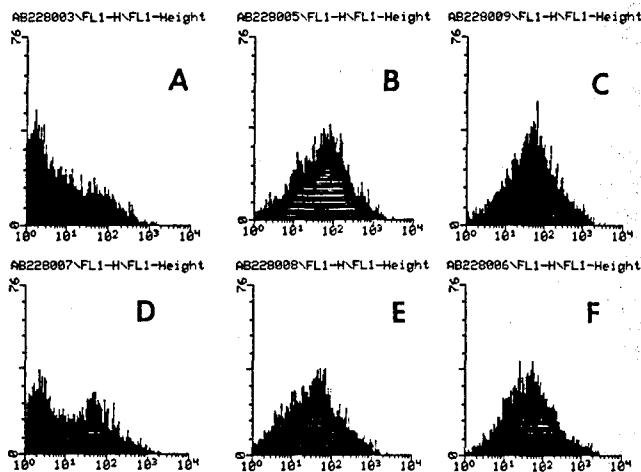 AB228003\FL1-H\FL1-Height AB228005\FL1-H\FL1-Height AB228009\FL1-H\FL1-Height
76 76 76
A B C
0 0 0
10⁰ 10¹ 10² 10³ 10⁴ 10⁰ 10¹ 10² 10³ 10⁴ 10⁰ 10¹ 10² 10³ 10⁴
AB228007\FL1-H\FL1-Height AB228008\FL1-H\FL1-Height AB228006\FL1-H\FL1-Height
76 76 76
D E F
0 0 0
10⁰ 10¹ 10² 10³ 10⁴ 10⁰ 10¹ 10² 10³ 10⁴ 10⁰ 10¹ 10² 10³ 10⁴